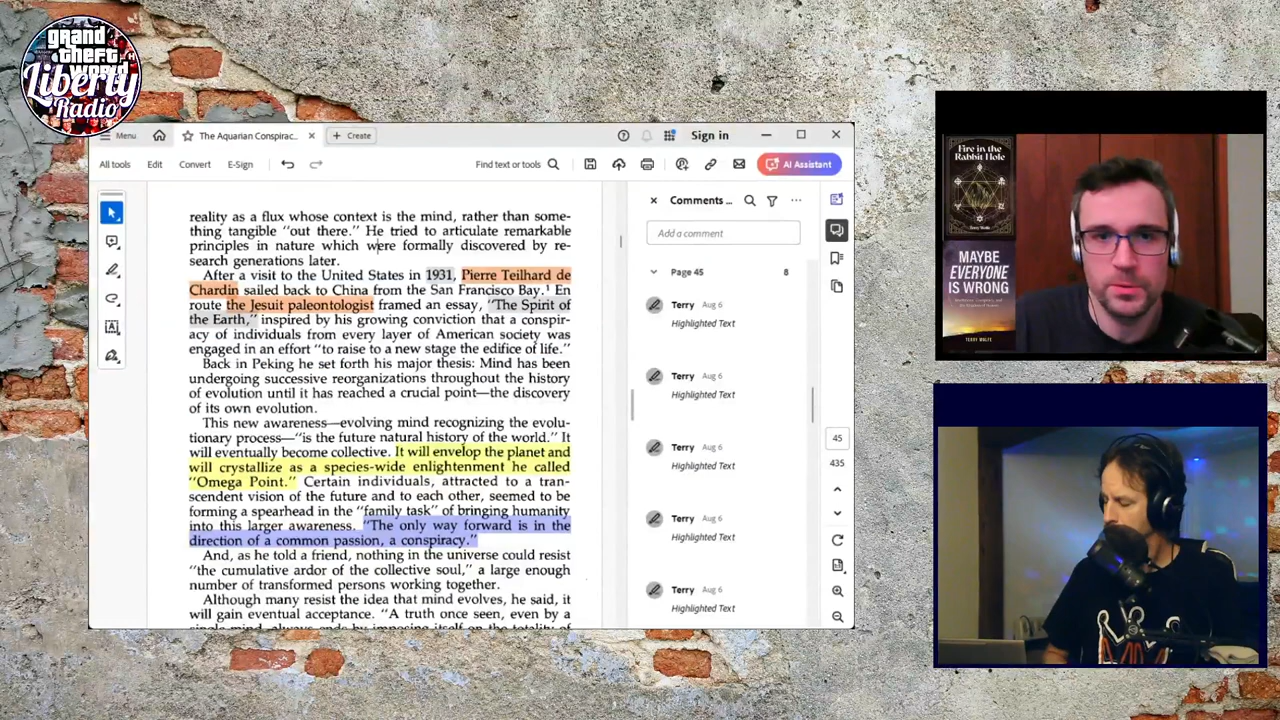 grand
theft
world
Liberty
Radio
Menu
The Aquarian Conspirac...
Create
Sign in
All tools
Edit
Convert
E-Sign
Find text or tools
AI Assistant
reality as a flux whose context is the mind, rather than some-
thing tangible "out there." He tried to articulate remarkable
principles in nature which were formally discovered by re-
search generations later.
After a visit to the United States in 1931, Pierre Teilhard de
Chardin sailed back to China from the San Francisco Bay.¹ En
route the Jesuit paleontologist framed an essay, "The Spirit of
the Earth," inspired by his growing conviction that a conspir-
acy of individuals from every layer of American society was
engaged in an effort "to raise to a new stage the edifice of life."
Back in Peking he set forth his major thesis: Mind has been
undergoing successive reorganizations throughout the history
of evolution until it has reached a crucial point—the discovery
of its own evolution.
This new awareness—evolving mind recognizing the evolu-
tionary process—"is the future natural history of the world." It
will eventually become collective. It will envelop the planet and
will crystallize as a species-wide enlightenment he called
"Omega Point." Certain individuals, attracted to a tran-
scendent vision of the future and to each other, seemed to be
forming a spearhead in the "family task" of bringing humanity
into this larger awareness. "The only way forward is in the
direction of a common passion, a conspiracy."
And, as he told a friend, nothing in the universe could resist
"the cumulative ardor of the collective soul," a large enough
number of transformed persons working together.
Although many resist the idea that mind evolves, he said, it
will gain eventual acceptance. "A truth once seen, even by a
single mind, always ends by imposing itself on the totality of
Comments ...
Add a comment
Page 45
8
Terry Aug 6
Highlighted Text
Terry Aug 6
Highlighted Text
Terry Aug 6
Highlighted Text
Terry Aug 6
Highlighted Text
Terry Aug 6
Highlighted Text
45
435
Fire in the
Rabbit Hole
Terry Wolfe
MAYBE
EVERYONE
IS WRONG
TERRY WOLFE